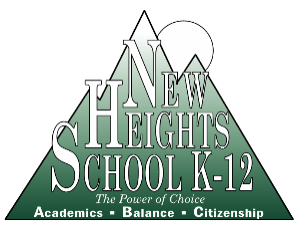 NEW
HEIGHTS
SCHOOL K-12
The Power of Choice
Academics ▪ Balance ▪ Citizenship